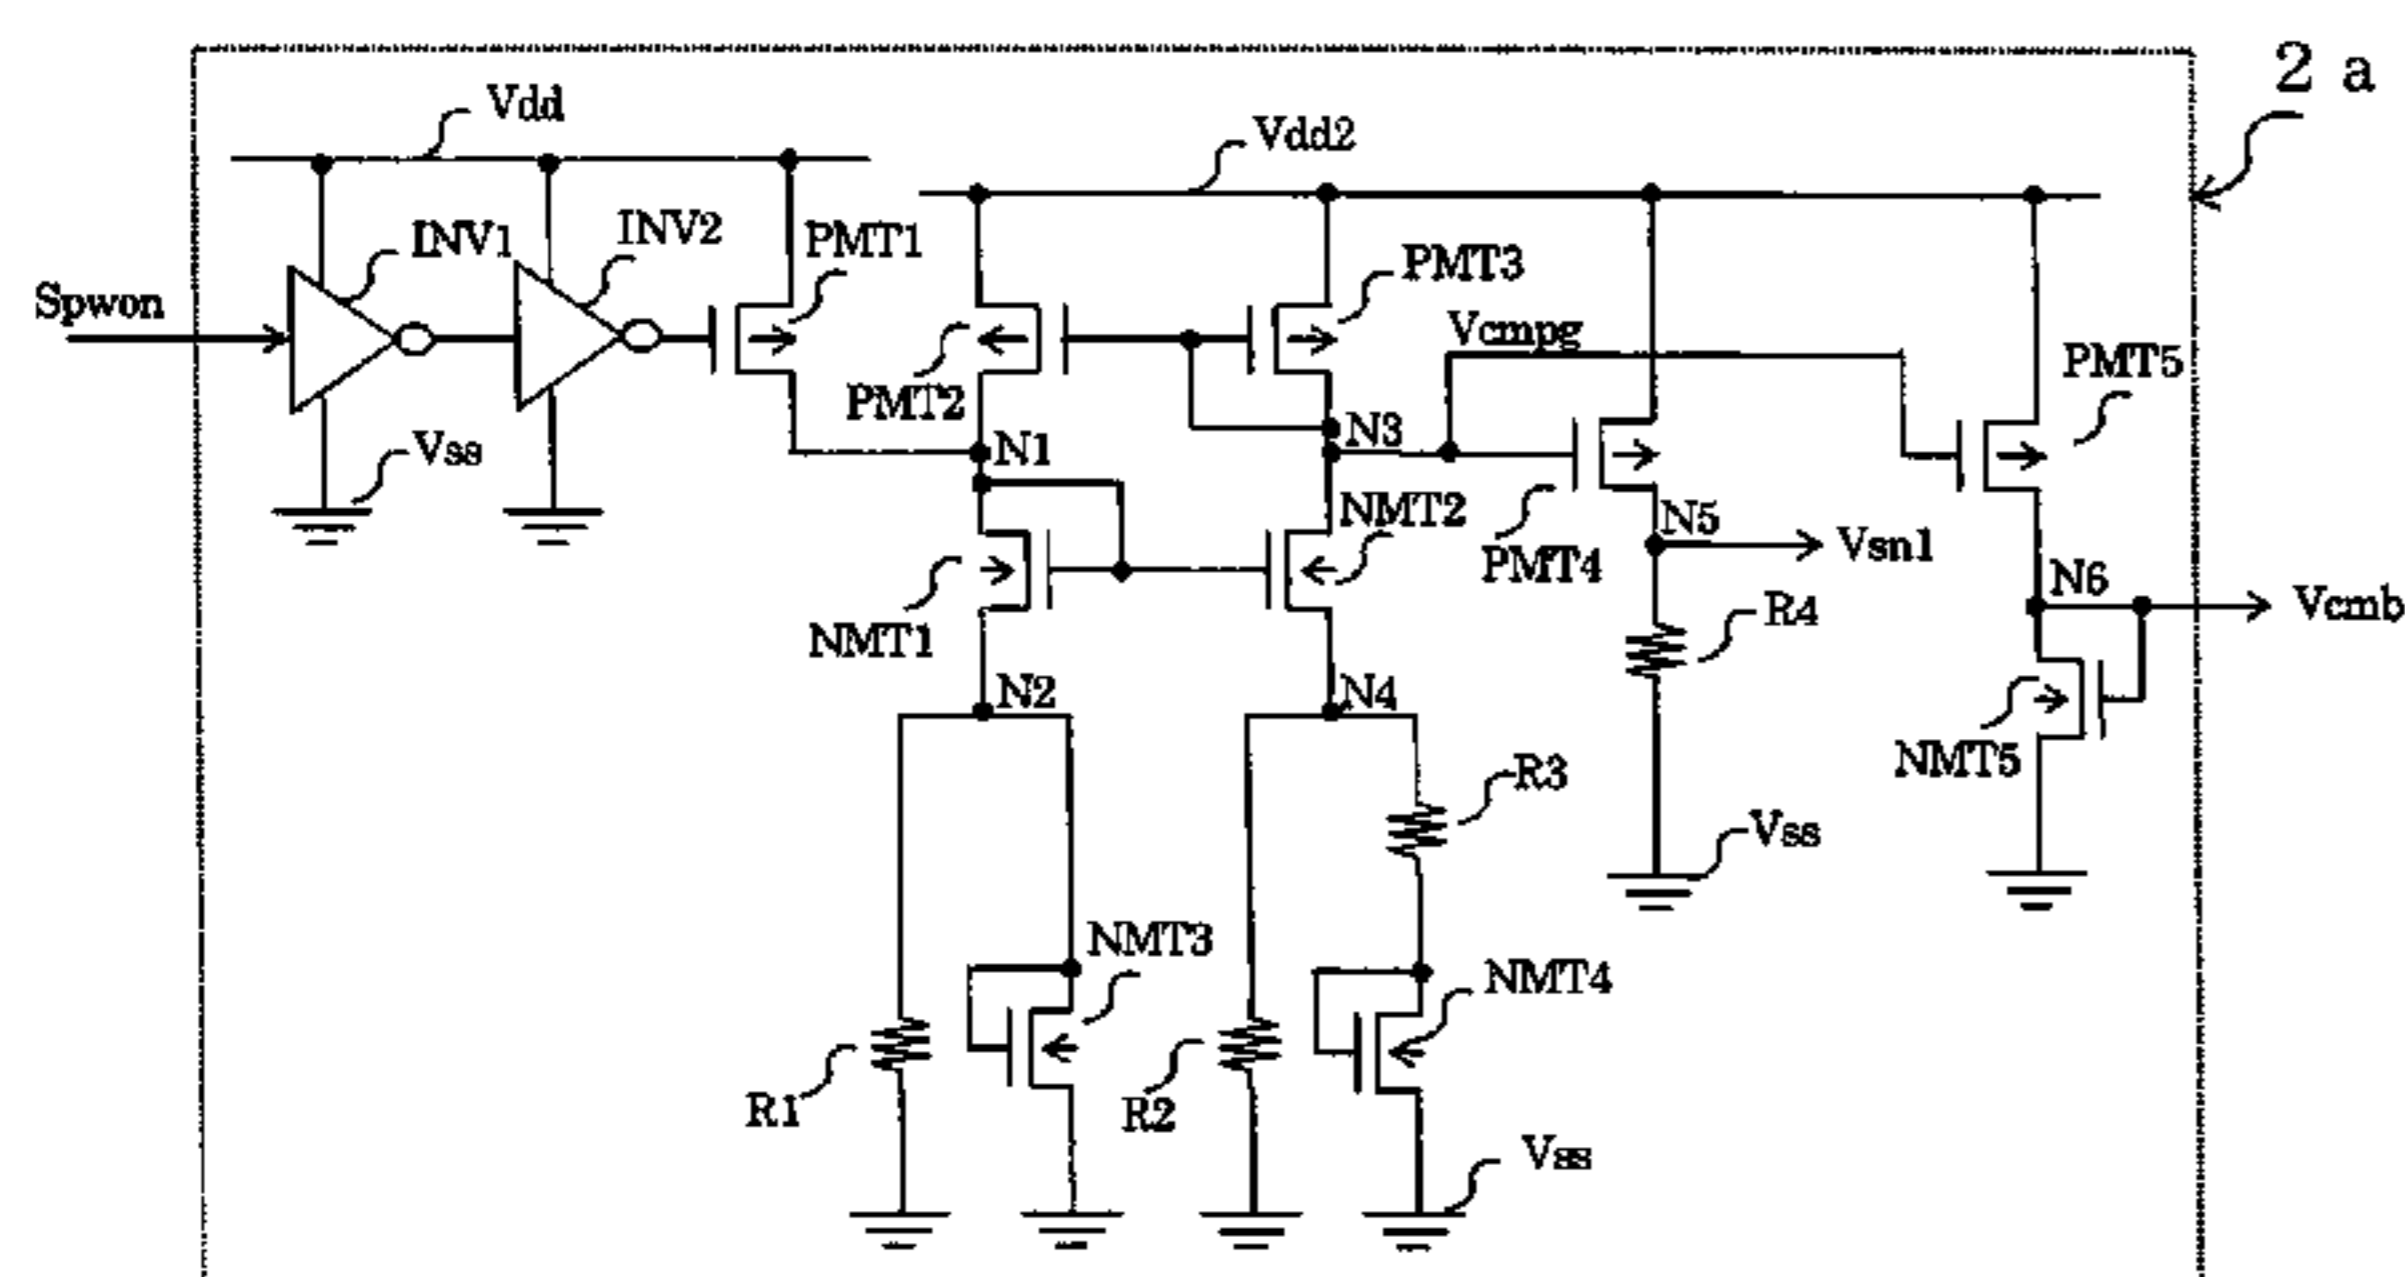 2 a
Vdd
Vdd2
INV1
INV2
PMT1
PMT3
Spwon
Vcmpg
PMT5
PMT2
Vss
N1
N3
NMT2
N5
Vsn1
PMT4
N6
Vcmb
R4
NMT1
N2
N4
NMT5
R3
Vss
NMT3
NMT4
R1
R2
Vss